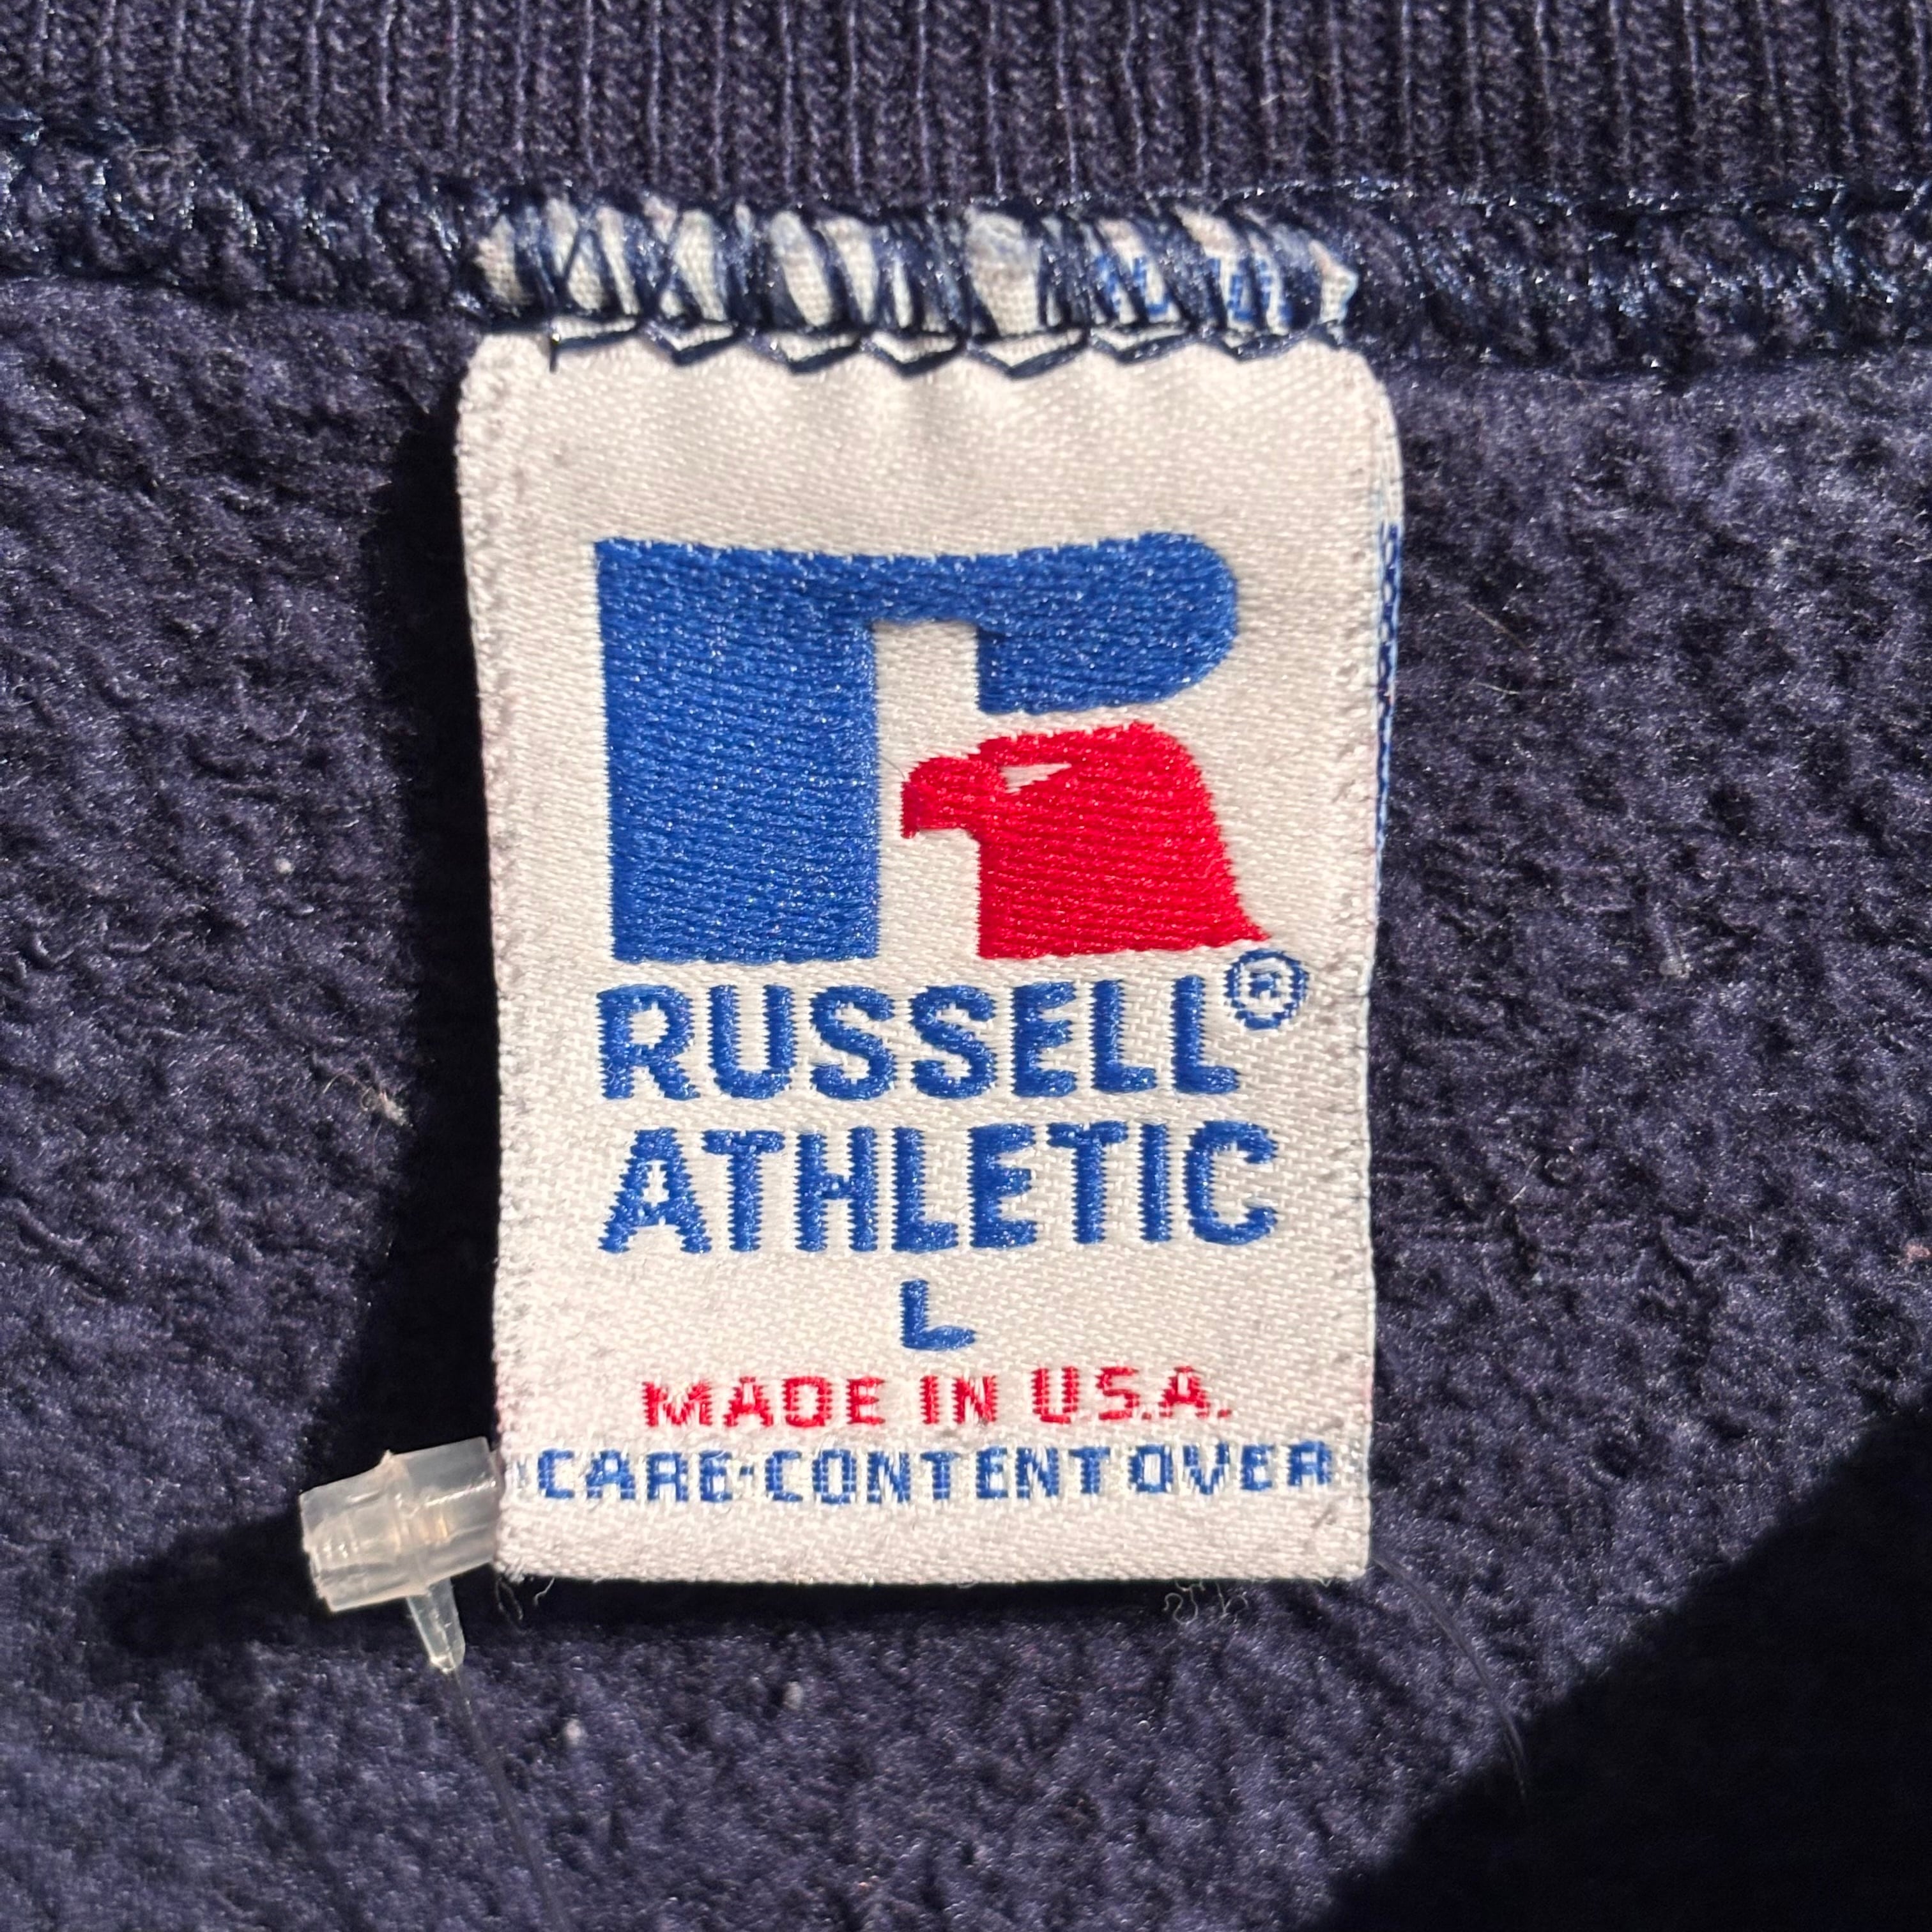 RUSSELL®
ATHLETIC
L
MADE IN U.S.A.
CARE·CONTENT OVER